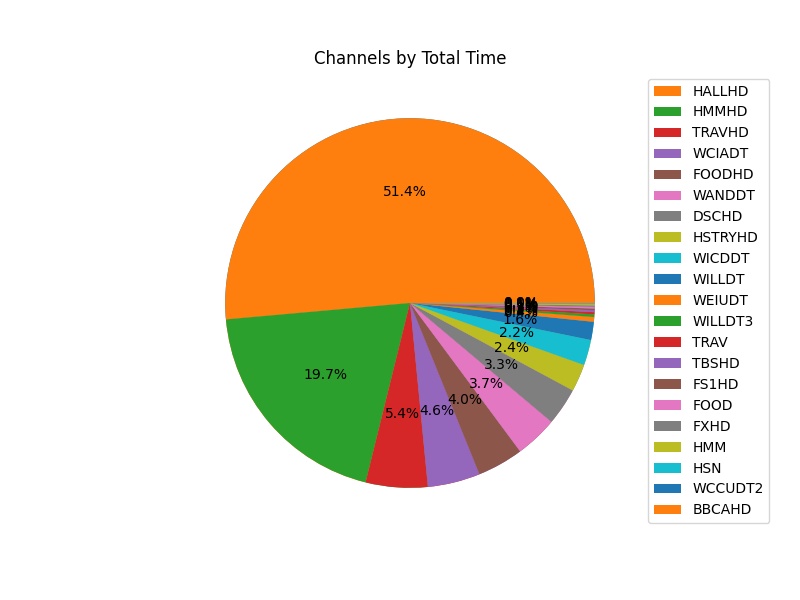 Channels by Total Time
51.4%
19.7%
5.4%
4.6%
4.0%
3.7%
3.3%
2.4%
2.2%
1.6%
HALLHD
HMMHD
TRAVHD
WCIADT
FOODHD
WANDDT
DSCHD
HSTRYHD
WICDDT
WILLDT
WEIUDT
WILLDT3
TRAV
TBSHD
FS1HD
FOOD
FXHD
HMM
HSN
WCCUDT2
BBCAHD